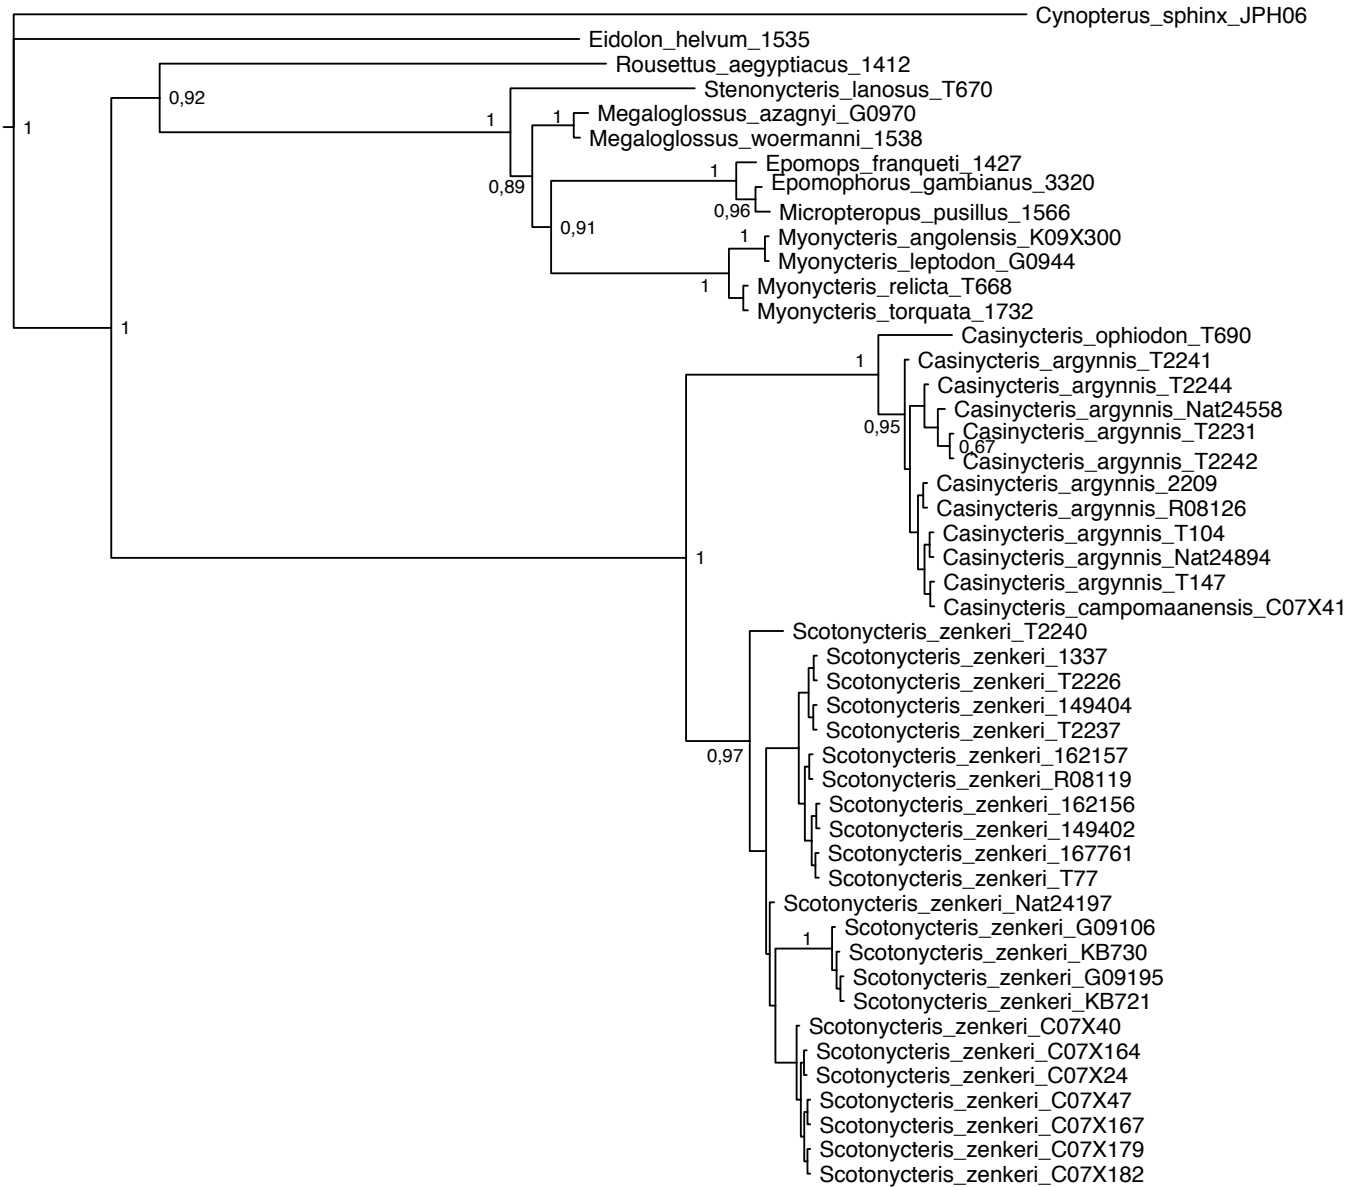 Cynopterus_sphinx_JPH06
Eidolon_helvum_1535
Rousettus_aegyptiacus_1412
0,92
Stenonycteris_lanosus_T670
Megaloglossus_azagnyi_G0970
1
1
1
Megaloglossus_woermanni_1538
Epomops_franqueti_1427
1
Epomophorus_gambianus_3320
0,89
0,96
Micropteropus_pusillus_1566
0,91
Myonycteris_angolensis_K09X300
1
Myonycteris_leptodon_G0944
1
Myonycteris_relicta_T668
Myonycteris_torquata_1732
1
Casinycteris_ophiodon_T690
1
Casinycteris_argynnis_T2241
Casinycteris_argynnis_T2244
Casinycteris_argynnis_Nat24558
0,95
Casinycteris_argynnis_T2231
0,67
Casinycteris_argynnis_T2242
Casinycteris_argynnis_2209
Casinycteris_argynnis_R08126
Casinycteris_argynnis_T104
1
Casinycteris_argynnis_Nat24894
Casinycteris_argynnis_T147
Casinycteris_campomaanensis_C07X41
Scotonycteris_zenkeri_T2240
Scotonycteris_zenkeri_1337
Scotonycteris_zenkeri_T2226
Scotonycteris_zenkeri_149404
Scotonycteris_zenkeri_T2237
0,97
Scotonycteris_zenkeri_162157
Scotonycteris_zenkeri_R08119
Scotonycteris_zenkeri_162156
Scotonycteris_zenkeri_149402
Scotonycteris_zenkeri_167761
Scotonycteris_zenkeri_T77
Scotonycteris_zenkeri_Nat24197
Scotonycteris_zenkeri_G09106
1
Scotonycteris_zenkeri_KB730
Scotonycteris_zenkeri_G09195
Scotonycteris_zenkeri_KB721
Scotonycteris_zenkeri_C07X40
Scotonycteris_zenkeri_C07X164
Scotonycteris_zenkeri_C07X24
Scotonycteris_zenkeri_C07X47
Scotonycteris_zenkeri_C07X167
Scotonycteris_zenkeri_C07X179
Scotonycteris_zenkeri_C07X182